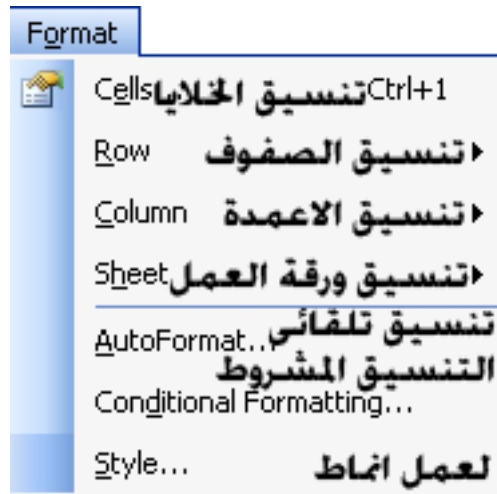 Format
Cells تنسيق الخلايا Ctrl+1
Row تنسيق الصفوف
Column تنسيق الاعمدة
Sheet تنسيق ورقة العمل
تنسيق تلقائى
AutoFormat...
التنسيق المشروط
Conditional Formatting...
Style... لعمل انماط